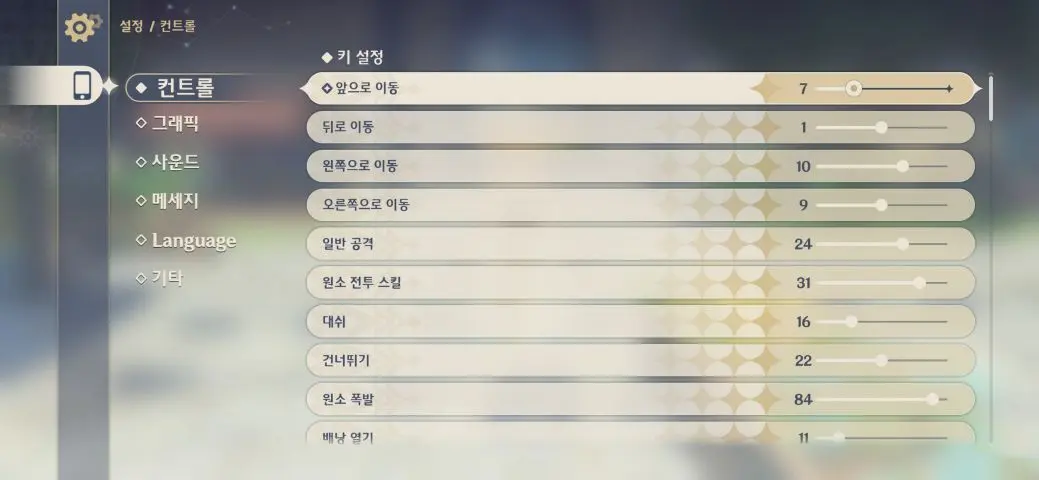 설정 / 컨트롤
컨트롤
그래픽
사운드
메세지
Language
기탁
키 설정
앞으로 이동 7
뒤로 이동 1
왼쪽으로 이동 10
오른쪽으로 이동 9
일반 공격 24
원소 전투 스킬 31
대쉬 16
건너뛰기 22
원소 폭발 84
배낭 열기 11